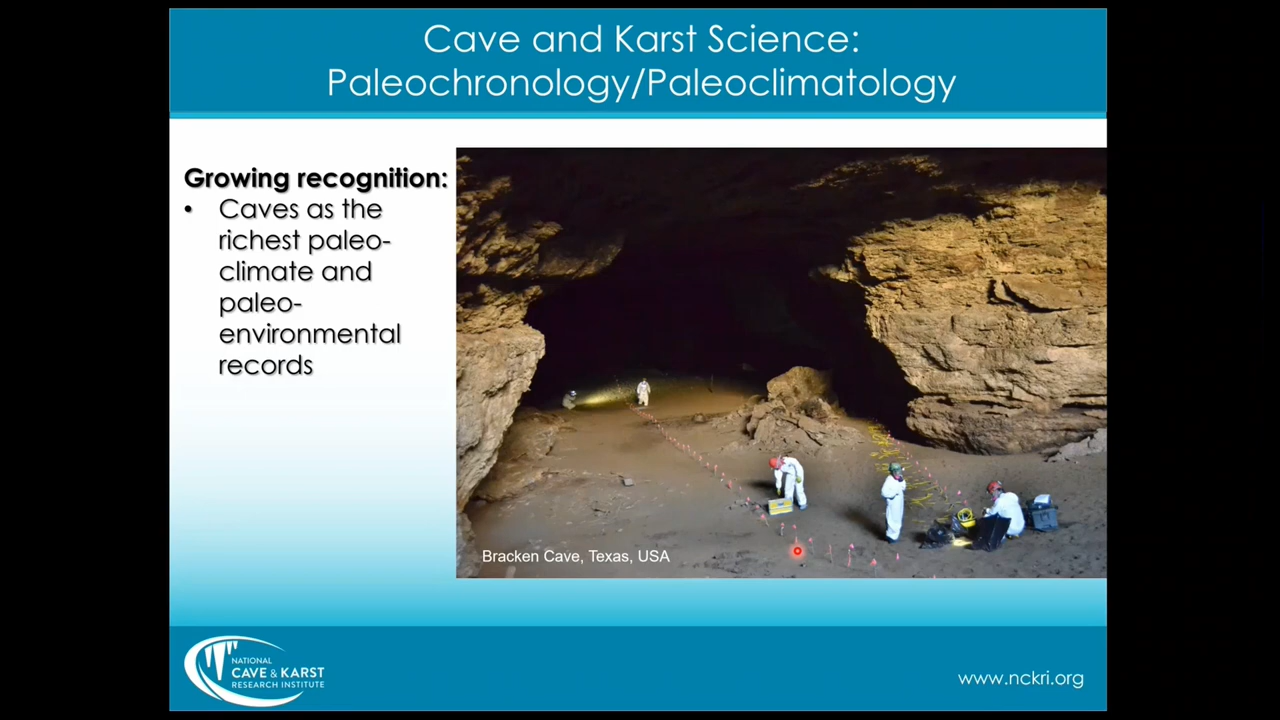 Cave and Karst Science:
Paleochronology/Paleoclimatology
Growing recognition:
• Caves as the
richest paleo-
climate and
paleo-
environmental
records
Bracken Cave, Texas, USA
NATIONAL
CAVE & KARST
RESEARCH INSTITUTE
www.nckri.org